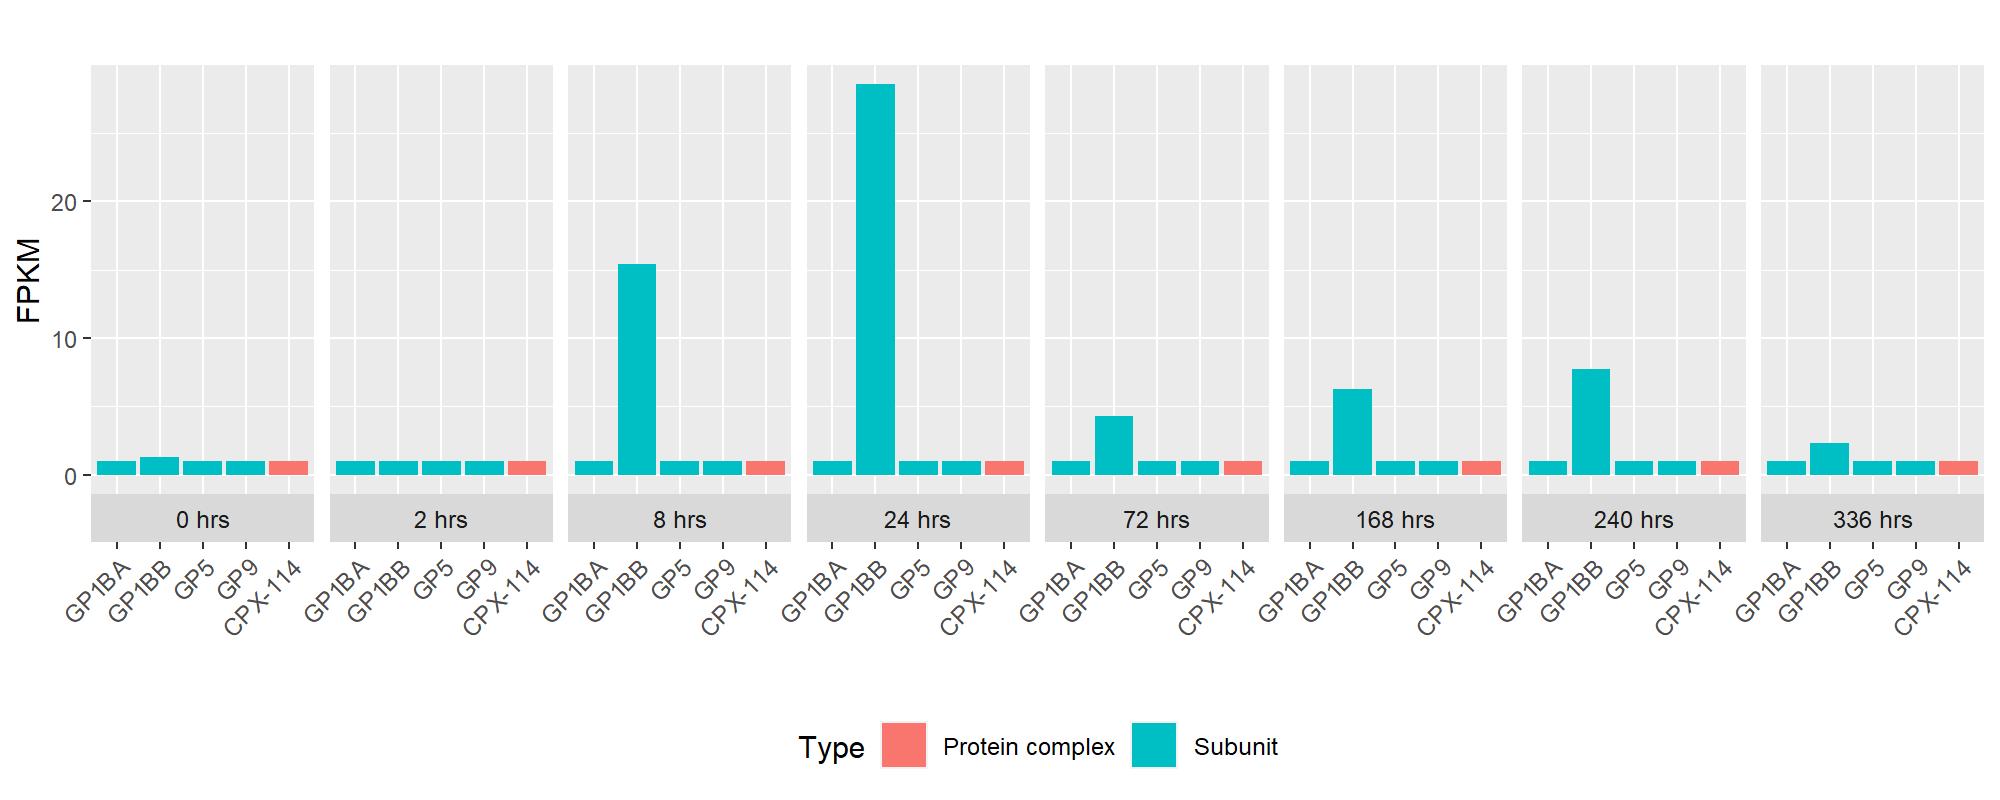 FPKM
20
10
0
0 hrs
2 hrs
8 hrs
24 hrs
72 hrs
168 hrs
240 hrs
336 hrs
GP1BA
GP1BB
GP5
GP9
CPX-114
GP1BA
GP1BB
GP5
GP9
CPX-114
GP1BA
GP1BB
GP5
GP9
CPX-114
GP1BA
GP1BB
GP5
GP9
CPX-114
GP1BA
GP1BB
GP5
GP9
CPX-114
GP1BA
GP1BB
GP5
GP9
CPX-114
GP1BA
GP1BB
GP5
GP9
CPX-114
GP1BA
GP1BB
GP5
GP9
CPX-114
Type Protein complex Subunit